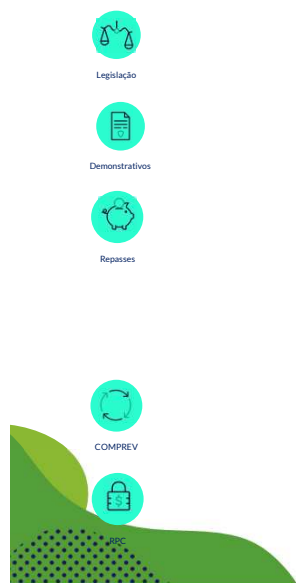 Legislação
Demonstrativos
Repasses
COMPREV
$
RPC